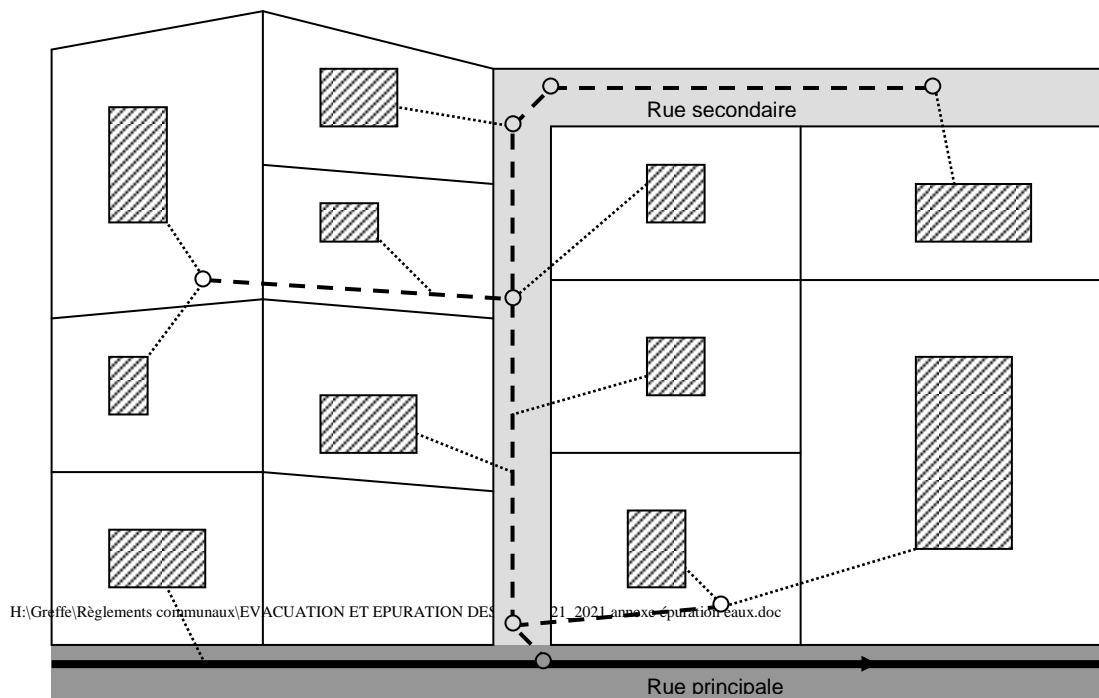 Rue secondaire
H:\Greffe\Règlements communaux\EVACUATION ET EPURATION DES 21_2021 annexe épuration eaux.doc
Rue principale